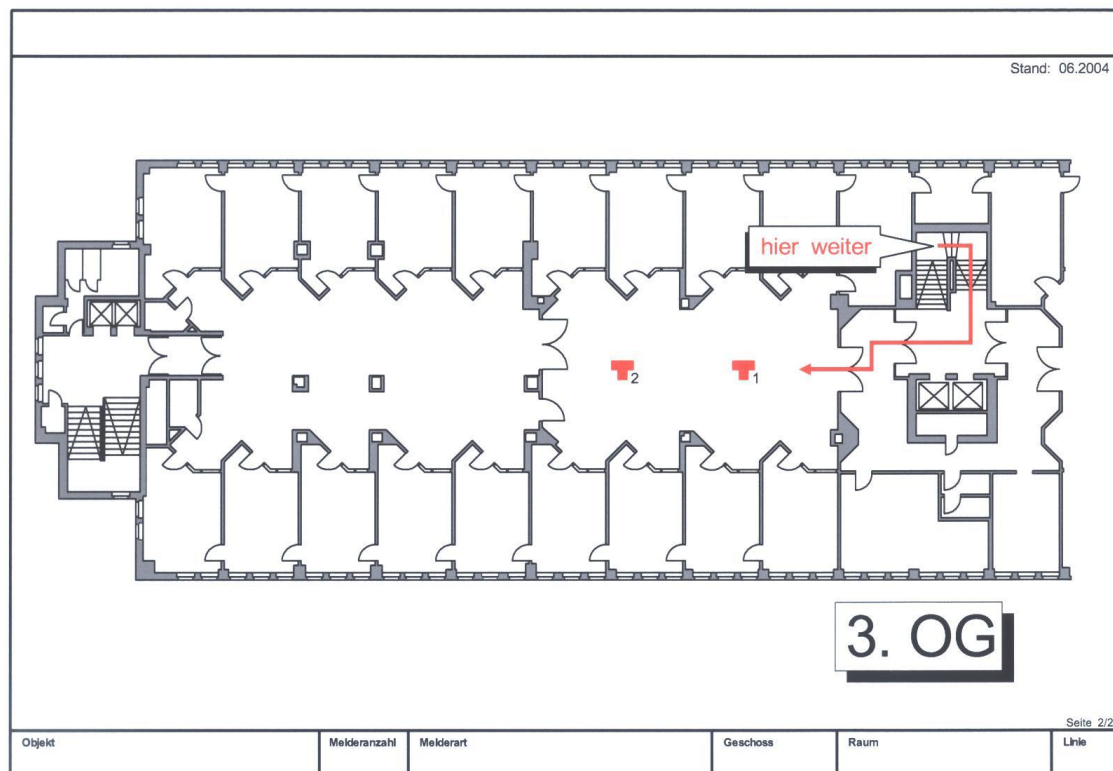 Stand: 06.2004
hier weiter
2
1
3. OG
Seite 2/2
Objekt
Melderanzahl
Melderart
Geschoss
Raum
Linie